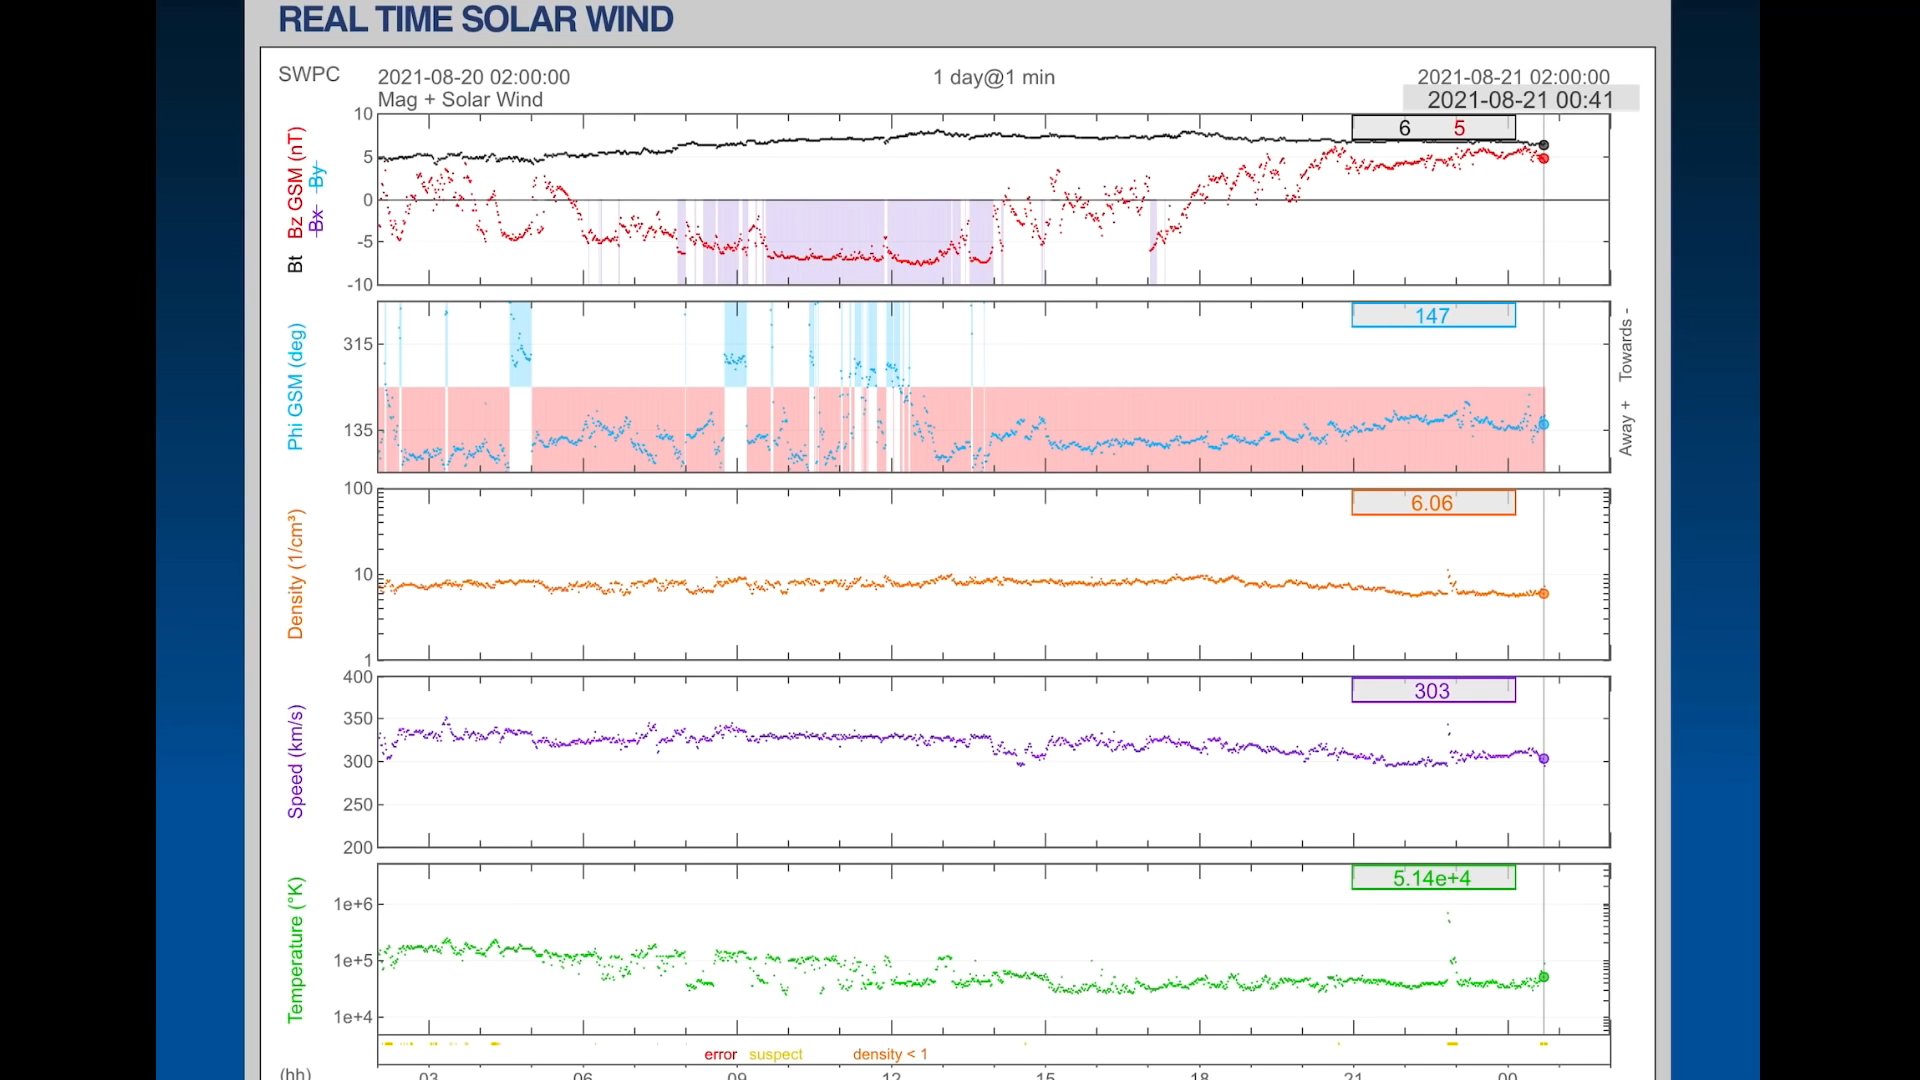 REAL TIME SOLAR WIND
SWPC
2021-08-20 02:00:00
1 day@1 min
2021-08-21 02:00:00
Mag + Solar Wind
2021-08-21 00:41
Bt Bz GSM (nT)
Bx By
10
5
0
-5
-10
6 5
Phi GSM (deg)
315
135
147
Away + Towards -
Density (1/cm³)
100
10
1
6.06
Speed (km/s)
400
350
300
250
200
303
Temperature (°K)
1e+6
1e+5
1e+4
5.14e+4
error suspect density < 1
(hh) 03 06 09 12 15 18 21 00